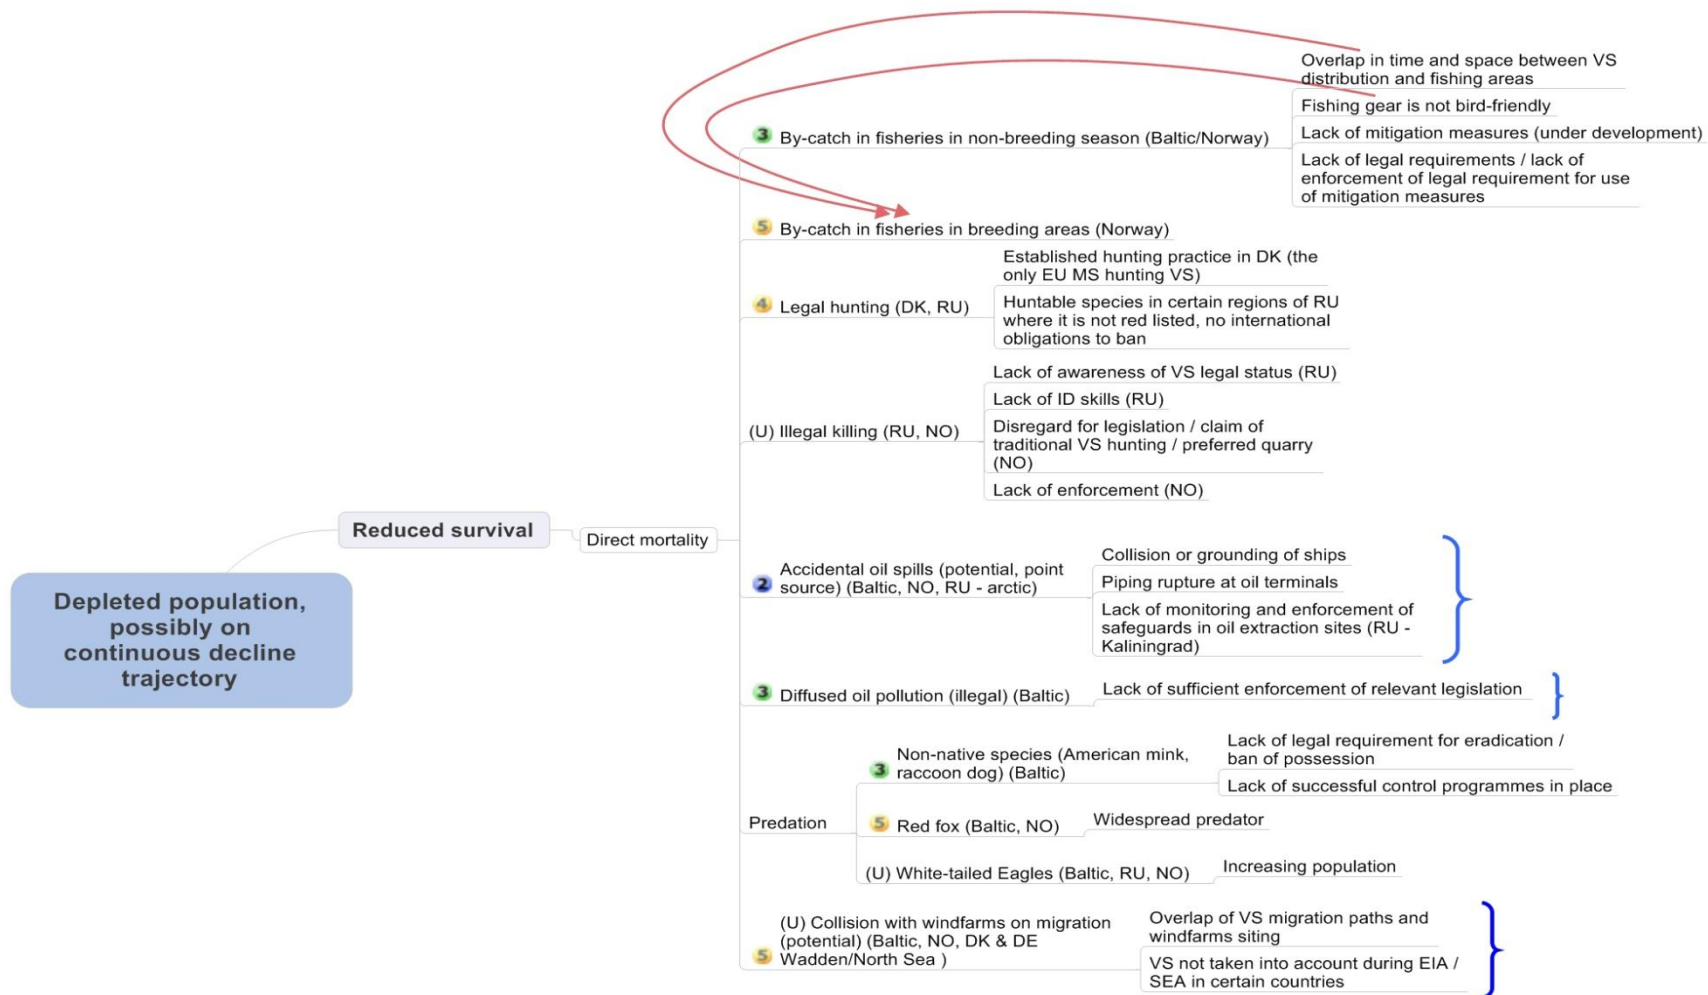 Overlap in time and space between VS
distribution and fishing areas
Fishing gear is not bird-friendly
3 By-catch in fisheries in non-breeding season (Baltic/Norway)
Lack of mitigation measures (under development)
Lack of legal requirements / lack of
enforcement of legal requirement for use
of mitigation measures
5 By-catch in fisheries in breeding areas (Norway)
Established hunting practice in DK (the
only EU MS hunting VS)
4 Legal hunting (DK, RU)
Huntable species in certain regions of RU
where it is not red listed, no international
obligations to ban
Lack of awareness of VS legal status (RU)
Lack of ID skills (RU)
(U) Illegal killing (RU, NO)
Disregard for legislation / claim of
traditional VS hunting / preferred quarry
(NO)
Lack of enforcement (NO)
Reduced survival
Direct mortality
Depleted population,
possibly on
continuous decline
trajectory
2 Accidental oil spills (potential, point
source) (Baltic, NO, RU - arctic)
Collision or grounding of ships
Piping rupture at oil terminals
Lack of monitoring and enforcement of
safeguards in oil extraction sites (RU -
Kaliningrad)
3 Diffused oil pollution (illegal) (Baltic)
Lack of sufficient enforcement of relevant legislation
Predation
3 Non-native species (American mink,
raccoon dog) (Baltic)
Lack of legal requirement for eradication /
ban of possession
Lack of successful control programmes in place
5 Red fox (Baltic, NO)
Widespread predator
(U) White-tailed Eagles (Baltic, RU, NO)
Increasing population
(U) Collision with windfarms on migration
(potential) (Baltic, NO, DK & DE
5 Wadden/North Sea )
Overlap of VS migration paths and
windfarms siting
VS not taken into account during EIA /
SEA in certain countries